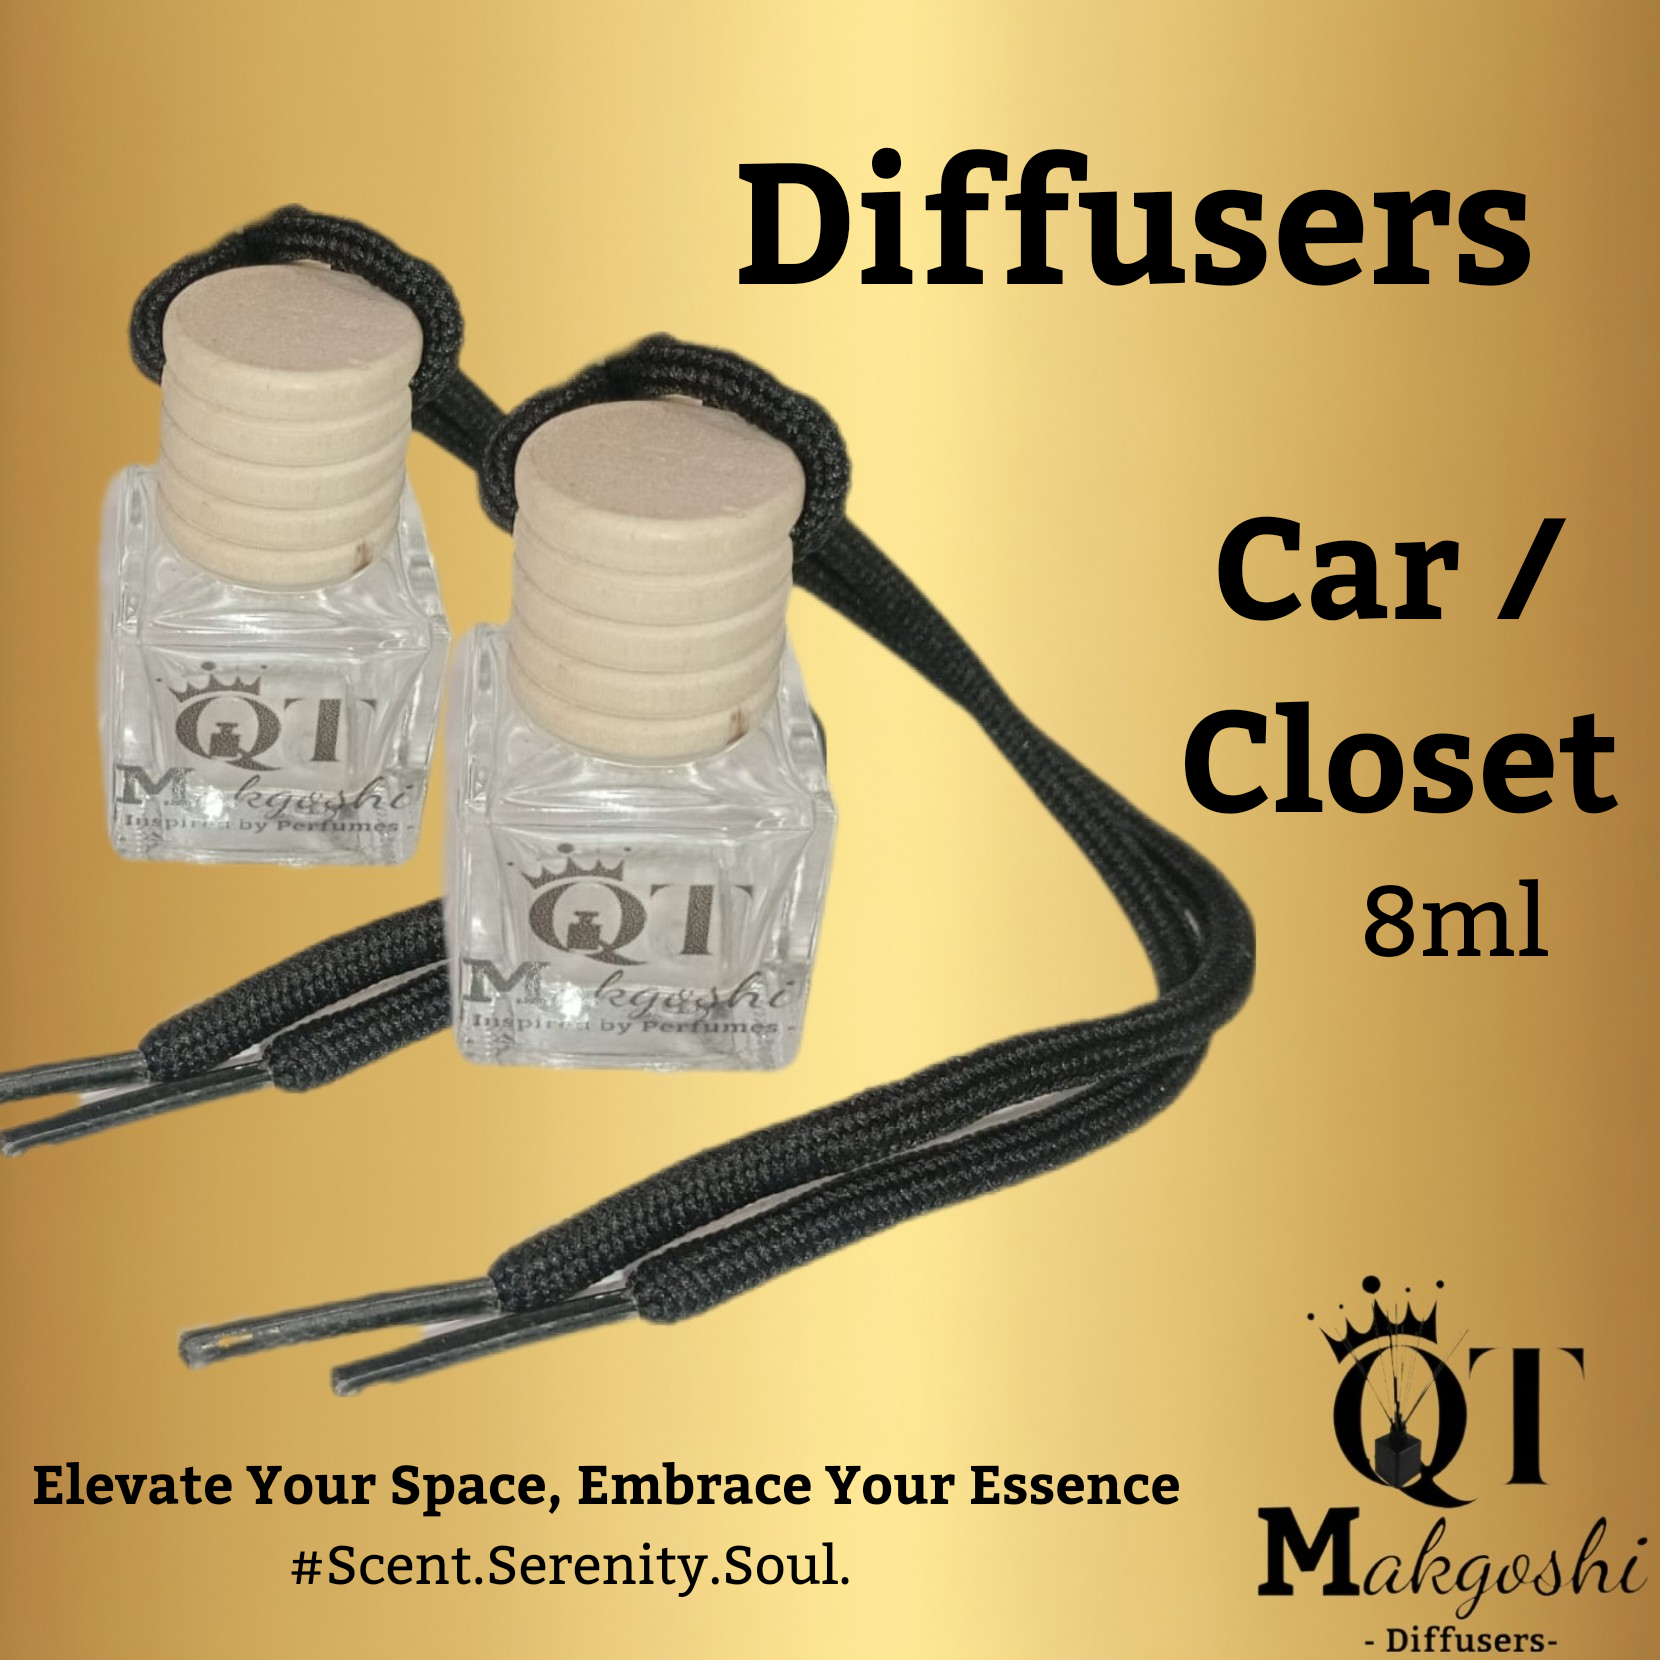 Diffusers
Car /
Closet
8ml
QT
Makgoshi
Inspired by Perfumes -
QT
Makgoshi
Inspired by Perfumes -
Elevate Your Space, Embrace Your Essence
#Scent.Serenity.Soul.
QT
Makgoshi
- Diffusers-